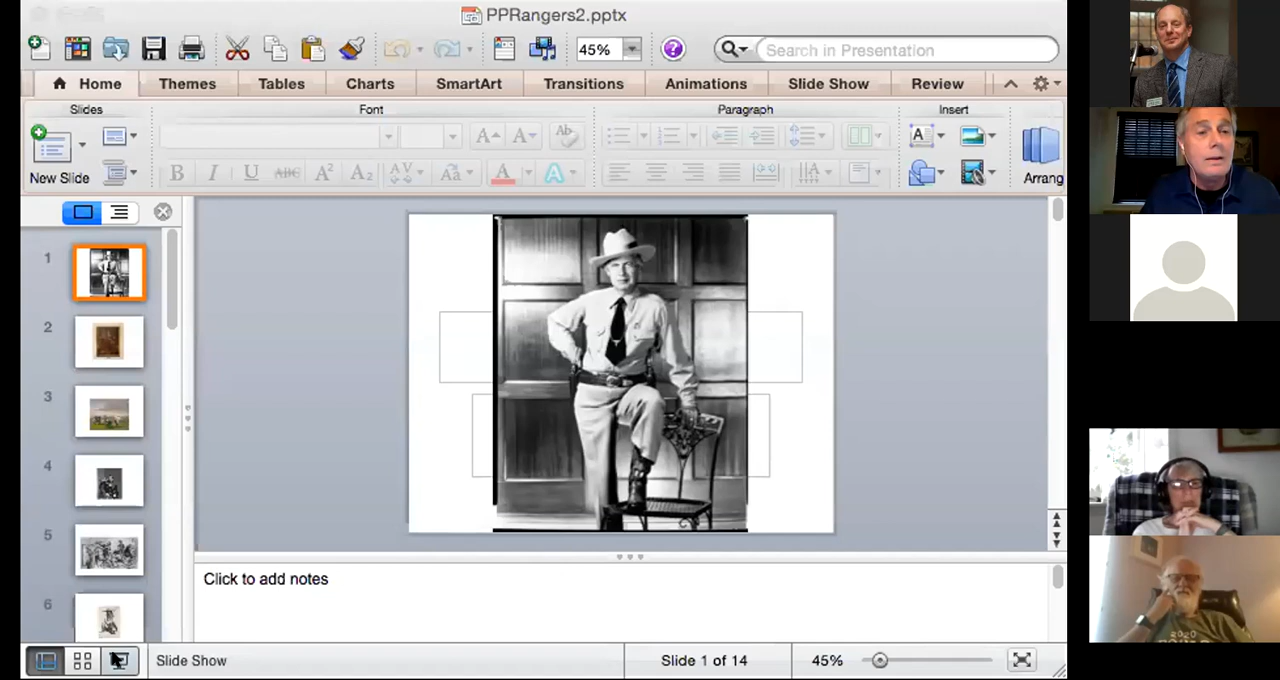 PPRangers2.pptx
45%
Search in Presentation
Home
Themes
Tables
Charts
SmartArt
Transitions
Animations
Slide Show
Review
Slides
Font
Paragraph
Insert
New Slide
Arrang
1
2
3
4
5
6
Click to add notes
Slide Show
Slide 1 of 14
45%
2020